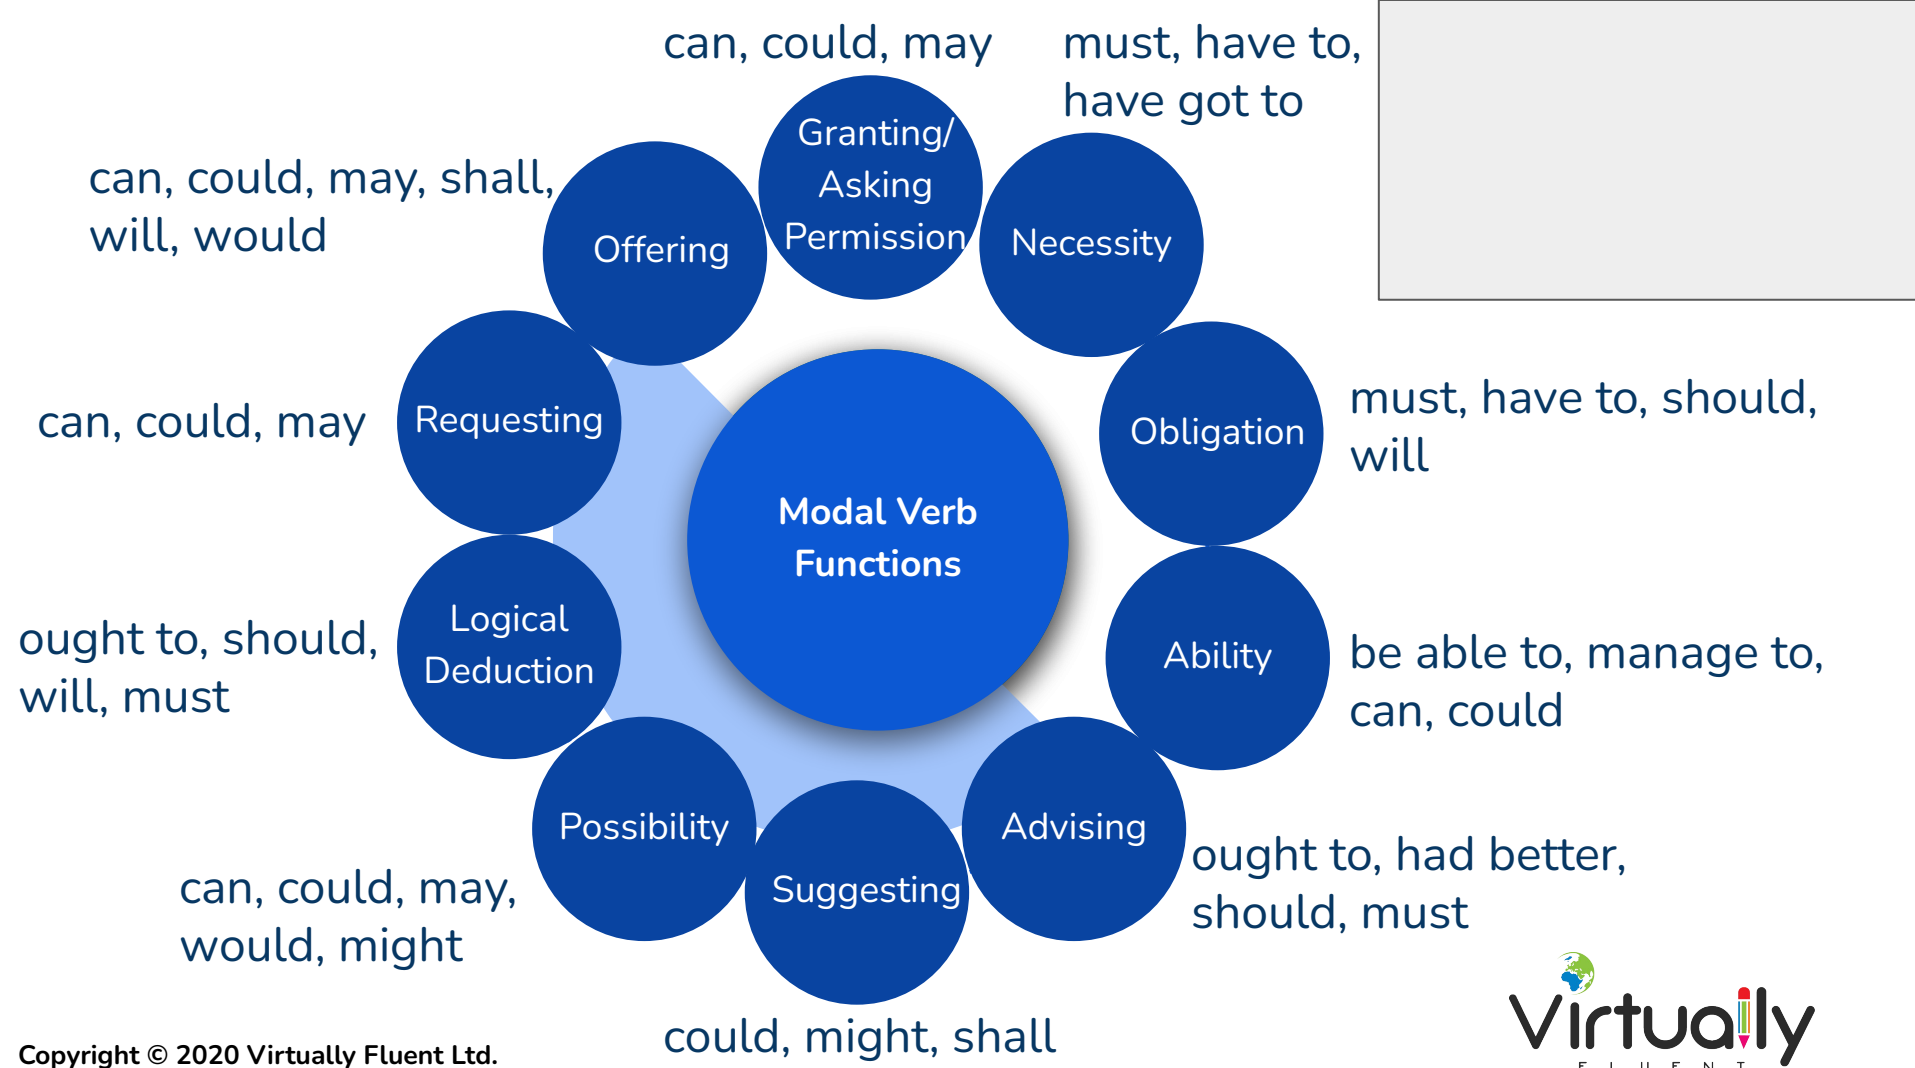 can, could, may
Granting/
Asking
Permission
must, have to,
have got to
Necessity
must, have to, should,
will
Obligation
be able to, manage to,
can, could
Ability
ought to, had better,
should, must
Advising
could, might, shall
Suggesting
can, could, may,
would, might
Possibility
ought to, should,
will, must
Logical
Deduction
can, could, may
Requesting
can, could, may, shall,
will, would
Offering
Modal Verb
Functions
Copyright © 2020 Virtually Fluent Ltd.
Virtually
FLUENT